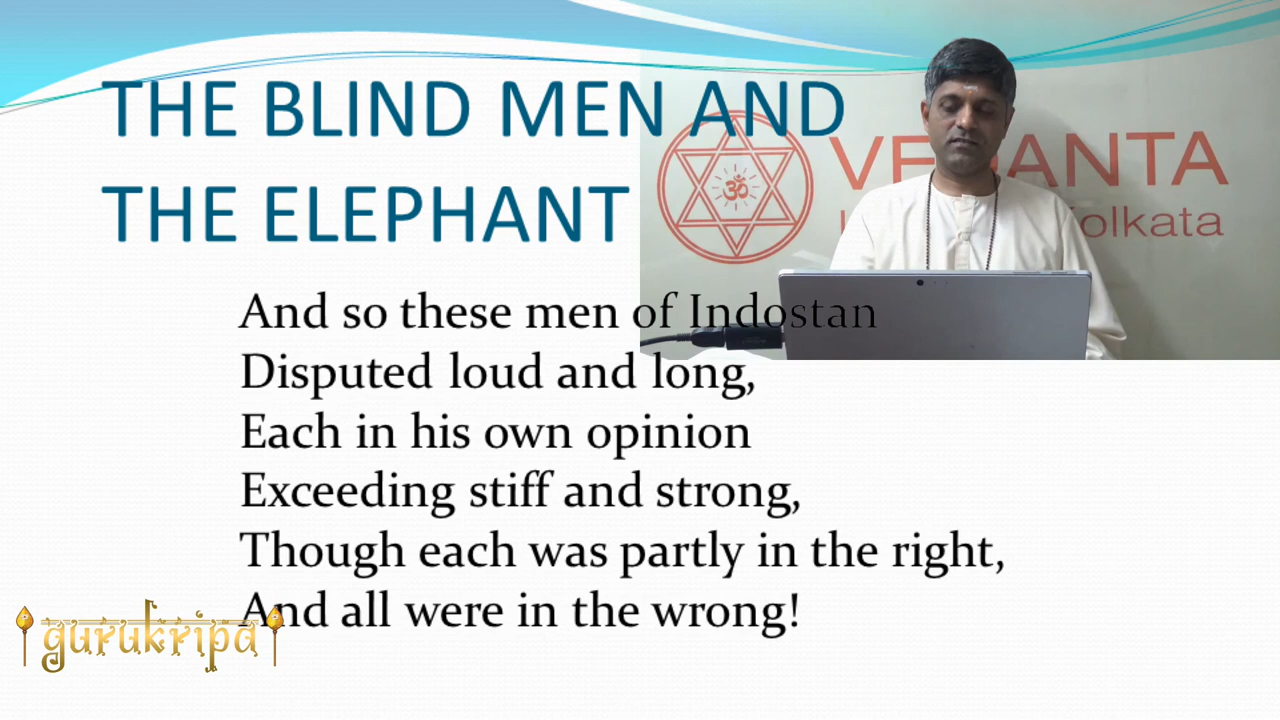 THE BLIND MEN AND
THE ELEPHANT
VEDANTA
Kolkata
And so these men of Indostan
Disputed loud and long,
Each in his own opinion
Exceeding stiff and strong,
Though each was partly in the right,
And all were in the wrong!
gurukripa